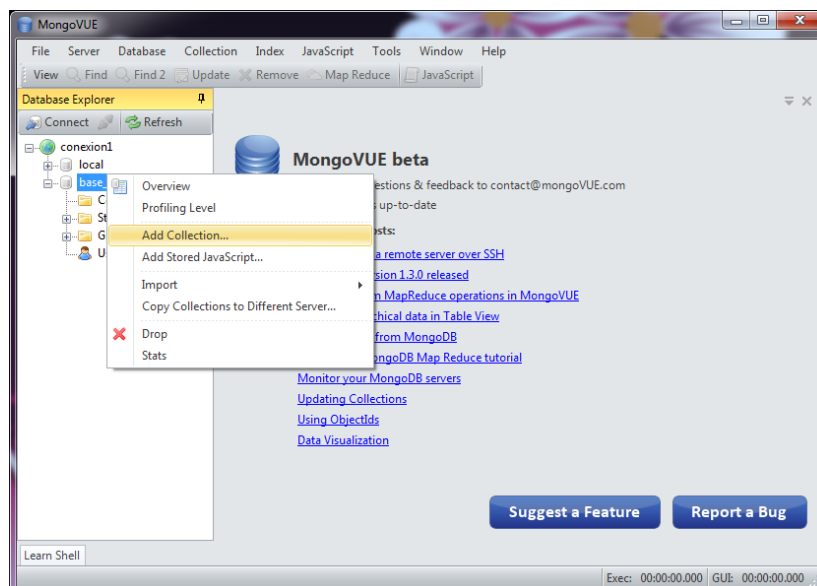 MongoVUE
File Server Database Collection Index JavaScript Tools Window Help
View Find Find 2 Update Remove Map Reduce JavaScript
Database Explorer
Connect Refresh
conexion1
local
base_
C
St
G
U
Overview
Profiling Level
Add Collection...
Add Stored JavaScript...
Import
Copy Collections to Different Server...
Drop
Stats
MongoVUE beta
estions & feedback to contact@mongoVUE.com
s up-to-date
sts:
a remote server over SSH
sion 1.3.0 released
m MapReduce operations in MongoVUE
hical data in Table View
from MongoDB
ongoDB Map Reduce tutorial
Monitor your MongoDB servers
Updating Collections
Using ObjectIds
Data Visualization
Suggest a Feature Report a Bug
Learn Shell
Exec: 00:00:00.000 GUI: 00:00:00.000